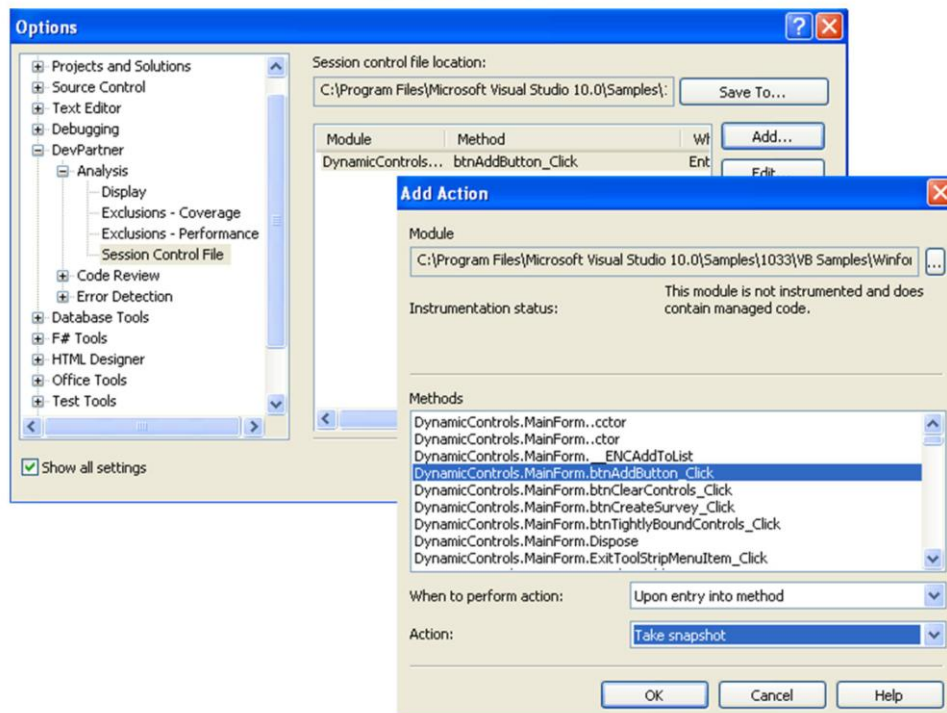 Options
Projects and Solutions
Source Control
Text Editor
Debugging
DevPartner
Analysis
Display
Exclusions - Coverage
Exclusions - Performance
Session Control File
Code Review
Error Detection
Database Tools
F# Tools
HTML Designer
Office Tools
Test Tools
Show all settings
Session control file location:
C:\Program Files\Microsoft Visual Studio 10.0\Samples\
Save To...
Module Method Wh
DynamicControls... btnAddButton_Click Ent
Add...
Edit...
Add Action
Module
C:\Program Files\Microsoft Visual Studio 10.0\Samples\1033\VB Samples\Winfor
...
Instrumentation status:
This module is not instrumented and does
contain managed code.
Methods
DynamicControls.MainForm..cctor
DynamicControls.MainForm..ctor
DynamicControls.MainForm.__ENCAddToList
DynamicControls.MainForm.btnAddButton_Click
DynamicControls.MainForm.btnClearControls_Click
DynamicControls.MainForm.btnCreateSurvey_Click
DynamicControls.MainForm.btnTightlyBoundControls_Click
DynamicControls.MainForm.Dispose
DynamicControls.MainForm.ExitToolStripMenuItem_Click
When to perform action:
Upon entry into method
Action:
Take snapshot
OK
Cancel
Help